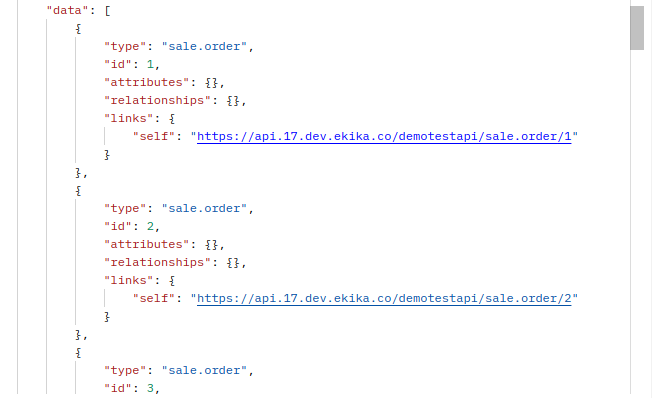 "data": [
{
"type": "sale.order",
"id": 1,
"attributes": {},
"relationships": {},
"links": {
"self": "https://api.17.dev.ekika.co/demotestapi/sale.order/1"
}
},
{
"type": "sale.order",
"id": 2,
"attributes": {},
"relationships": {},
"links": {
"self": "https://api.17.dev.ekika.co/demotestapi/sale.order/2"
}
},
{
"type": "sale.order",
"id": 3,